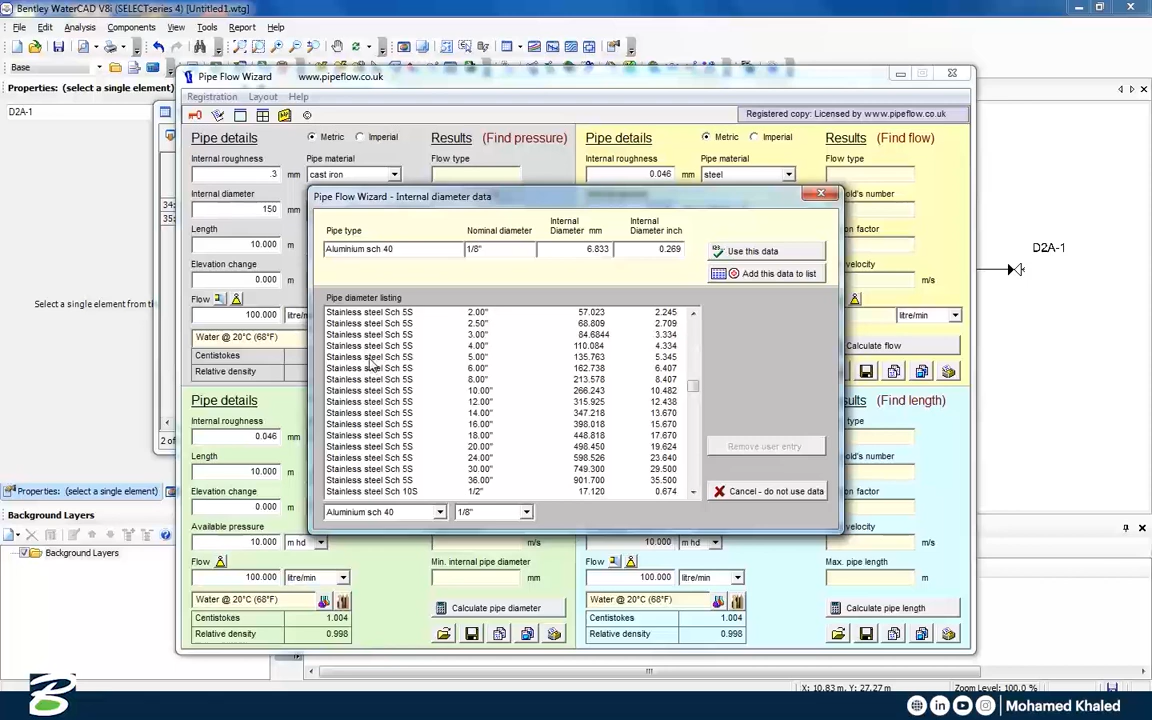 Bentley WaterCAD V8i (SELECTseries 4) [Untitled1.wtg]
File Edit Analysis Components View Tools Report Help
Base
Properties: (select a single element)
D2A-1
Pipe Flow Wizard www.pipeflow.co.uk
Registration Layout Help
Registered copy: Licensed by www.pipeflow.co.uk
Pipe details Metric Imperial Results (Find pressure)
Internal roughness Pipe material Flow type
.3 mm cast iron
Internal diameter
150
Length
10.000
Elevation change
0.000
Flow
100.000 litre/mi
Water @ 20°C (68°F)
Centistokes
Relative density
Pipe details Metric Imperial Results (Find flow)
Internal roughness Pipe material Flow type
0.046 mm steel
m/s
litre/min
Calculate flow
Pipe Flow Wizard - Internal diameter data
Pipe type Nominal diameter Internal Diameter mm Internal Diameter inch
Aluminium sch 40 1/8" 6.833 0.269
Use this data
Add this data to list
Pipe diameter listing
Stainless steel Sch 5S 2.00" 57.023 2.245
Stainless steel Sch 5S 2.50" 68.809 2.709
Stainless steel Sch 5S 3.00" 84.6844 3.334
Stainless steel Sch 5S 4.00" 110.084 4.334
Stainless steel Sch 5S 5.00" 135.763 5.345
Stainless steel Sch 5S 6.00" 162.738 6.407
Stainless steel Sch 5S 8.00" 213.578 8.407
Stainless steel Sch 5S 10.00" 266.243 10.482
Stainless steel Sch 5S 12.00" 315.925 12.438
Stainless steel Sch 5S 14.00" 347.218 13.670
Stainless steel Sch 5S 16.00" 398.018 15.670
Stainless steel Sch 5S 18.00" 448.818 17.670
Stainless steel Sch 5S 20.00" 498.450 19.624
Stainless steel Sch 5S 24.00" 598.526 23.640
Stainless steel Sch 5S 30.00" 749.300 29.500
Stainless steel Sch 5S 36.00" 901.700 35.500
Stainless steel Sch 10S 1/2" 17.120 0.674
Remove user entry
Cancel - do not use data
Aluminium sch 40 1/8"
D2A-1
34:
35:
2 of
Select a single element from th
Pipe details
Internal roughness
0.046 mm
Length
10.000 m
Elevation change
0.000 m
Available pressure
10.000 m hd
Flow
100.000 litre/min
Water @ 20°C (68°F)
Centistokes 1.004
Relative density 0.998
m/s
Min. internal pipe diameter
mm
Calculate pipe diameter
(Find length)
10.000 m hd
Flow
100.000 litre/min
Water @ 20°C (68°F)
Centistokes 1.004
Relative density 0.998
m/s
Max. pipe length
m
Calculate pipe length
Properties: (select a single element)
Background Layers
Background Layers
X: 10.83 m, Y: 27.27 m Zoom Level: 100.0 %
Mohamed Khaled